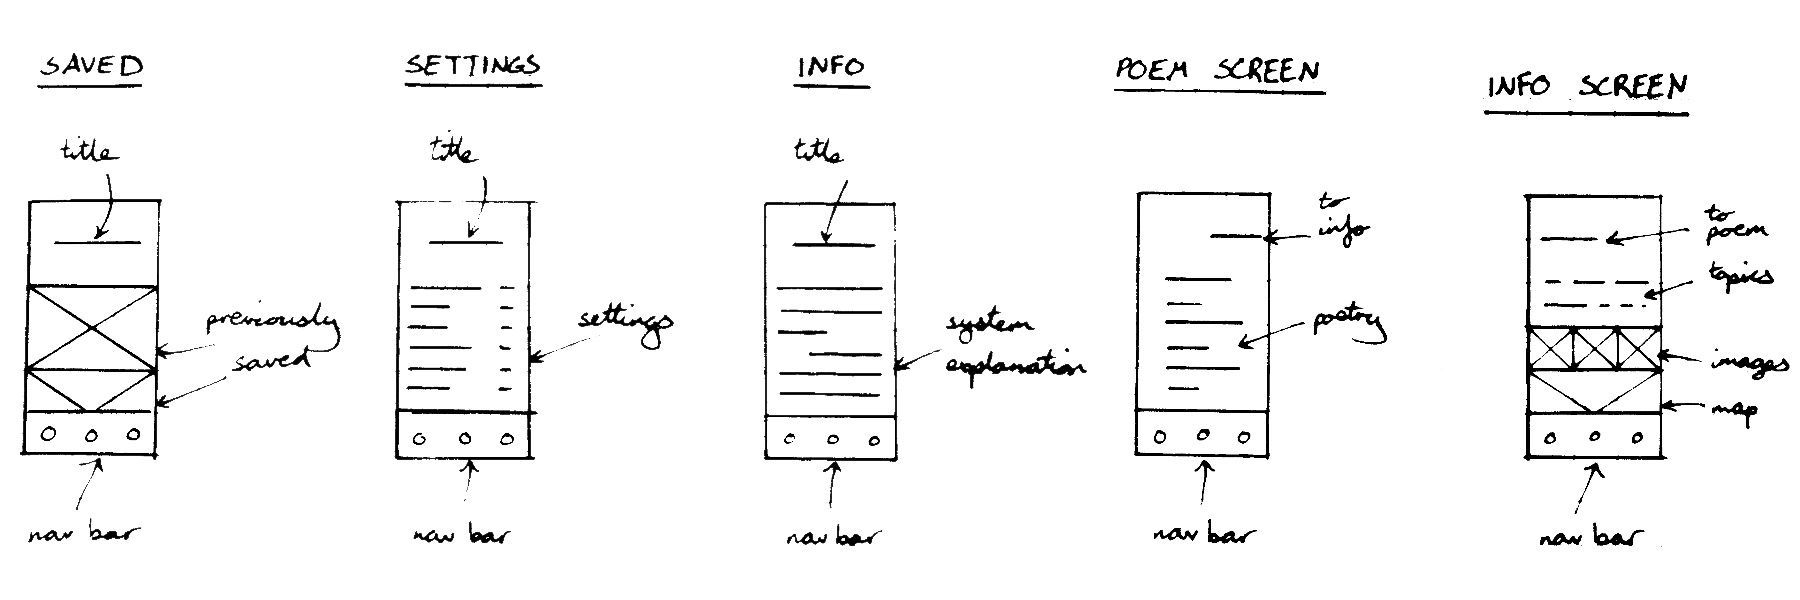 SAVED
title
previously
saved
nav bar
SETTINGS
title
settings
nav bar
INFO
title
system
explanation
nav bar
POEM SCREEN
to
info
poetry
nav bar
INFO SCREEN
to
poem
topics
images
map
nav bar